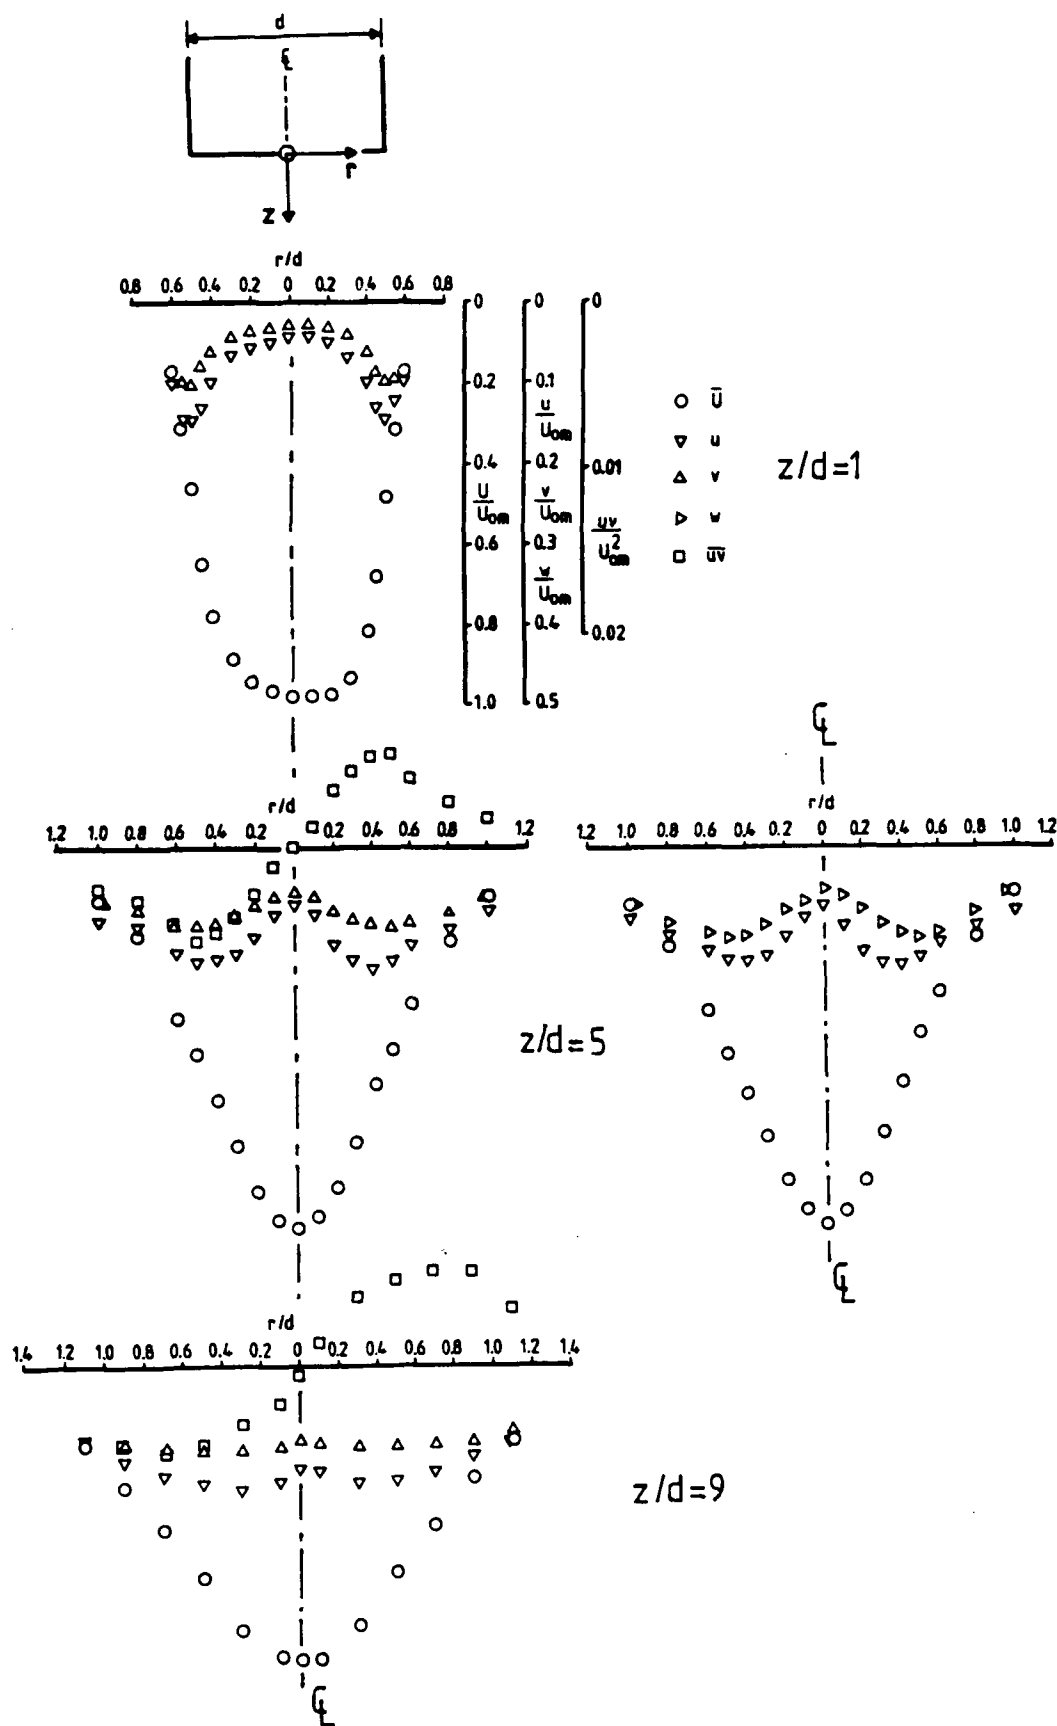 d
℄
r
z
r/d
0.8 0.6 0.4 0.2 0 0.2 0.4 0.6 0.8
0 0 0
0.2 0.1
u/Uom
0.4 0.2 0.01
U/Uom v/Uom uv/U²om
0.6 0.3
w/Uom
0.8 0.4 0.02
1.0 0.5
○ U̅
▽ u
△ v
▷ w
□ u̅v̅
z/d=1
℄
r/d
1.2 1.0 0.8 0.6 0.4 0.2 0 0.2 0.4 0.6 0.8 1.0 1.2
r/d
1.0 0.8 0.6 0.4 0.2 0 0.2 0.4 0.6 0.8 1.0 1.2
z/d=5
℄
r/d
1.4 1.2 1.0 0.8 0.6 0.4 0.2 0 0.2 0.4 0.6 0.8 1.0 1.2 1.4
z/d=9
℄